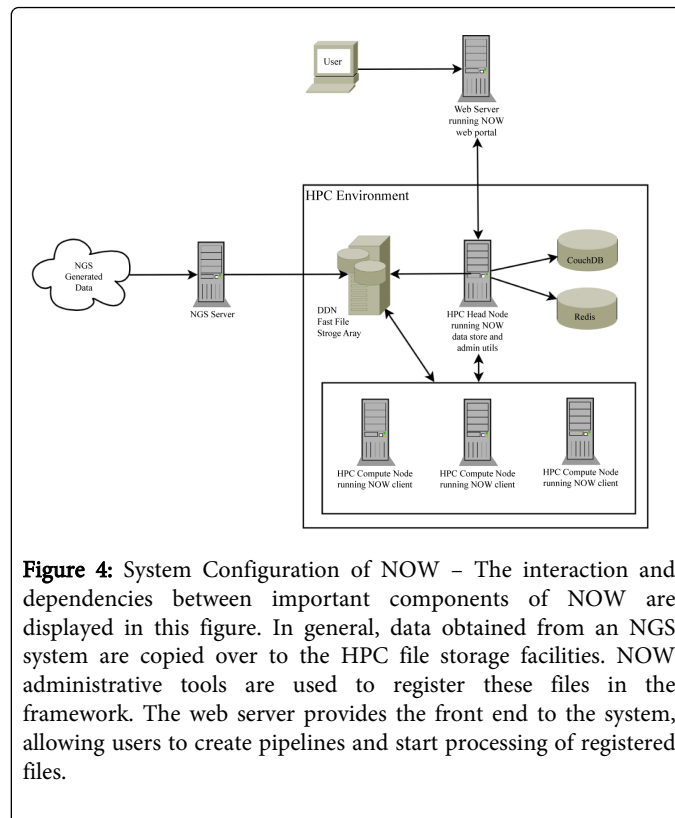 User
Web Server
running NOW
web portal
HPC Environment
NGS
Generated
Data
NGS Server
DDN
Fast File
Stroge Aray
HPC Head Node
running NOW
data store and
admin utils
CouchDB
Redis
HPC Compute Node
running NOW client
HPC Compute Node
running NOW client
HPC Compute Node
running NOW client
Figure 4: System Configuration of NOW – The interaction and
dependencies between important components of NOW are
displayed in this figure. In general, data obtained from an NGS
system are copied over to the HPC file storage facilities. NOW
administrative tools are used to register these files in the
framework. The web server provides the front end to the system,
allowing users to create pipelines and start processing of registered
files.